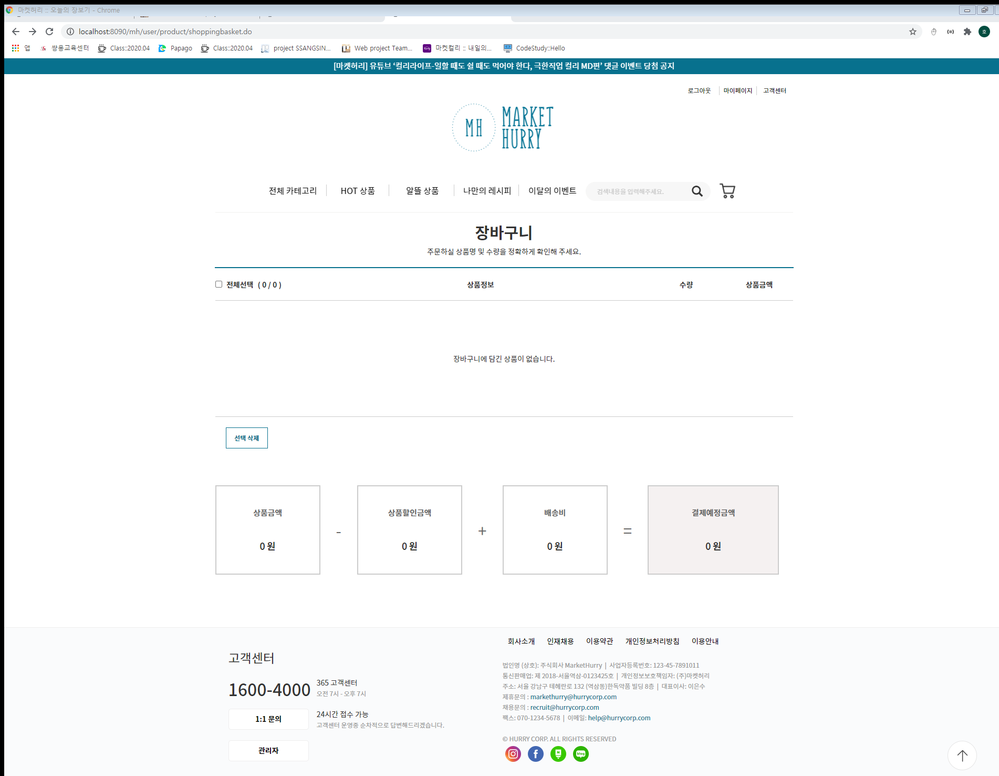 마켓허리 :: 오늘의 장보기 - Chrome
localhost:8090/mh/user/product/shoppingbasket.do
호
앱 쌍용교육센터 Class::2020.04 Papago Class::2020.04 project SSANGSIN... Web project Team... 마켓컬리 :: 내일의... CodeStudy::Hello
[마켓허리] 유튜브 ‘컬리라이프-일할 때도 쉴 때도 먹어야 한다, 극한직업 컬리 MD편’ 댓글 이벤트 당첨 공지
로그아웃 마이페이지 고객센터
MH MARKET
HURRY
전체 카테고리 HOT 상품 알뜰 상품 나만의 레시피 이달의 이벤트 검색내용을 입력해주세요.
장바구니
주문하실 상품명 및 수량을 정확하게 확인해 주세요.
전체선택 ( 0 / 0 ) 상품정보 수량 상품금액
장바구니에 담긴 상품이 없습니다.
선택 삭제
상품금액 상품할인금액 배송비 결제예정금액
- + =
0 원 0 원 0 원 0 원
고객센터
1600-4000
365 고객센터
오전 7시 - 오후 7시
1:1 문의
24시간 접수 가능
고객센터 운영중 순차적으로 답변해드리겠습니다.
관리자
회사소개 인재채용 이용약관 개인정보처리방침 이용안내
법인명 (상호): 주식회사 MarketHurry | 사업자등록번호: 123-45-7891011
통신판매업: 제 2018-서울역삼-0123425호 | 개인정보보호책임자: (주)마켓허리
주소: 서울 강남구 테헤란로 132 (역삼동)한독약품 빌딩 8층 | 대표이사: 이은수
제휴문의 : markethurry@hurrycorp.com
채용문의 : recruit@hurrycorp.com
팩스: 070-1234-5678 | 이메일: help@hurrycorp.com
© HURRY CORP. ALL RIGHTS RESERVED
N blog